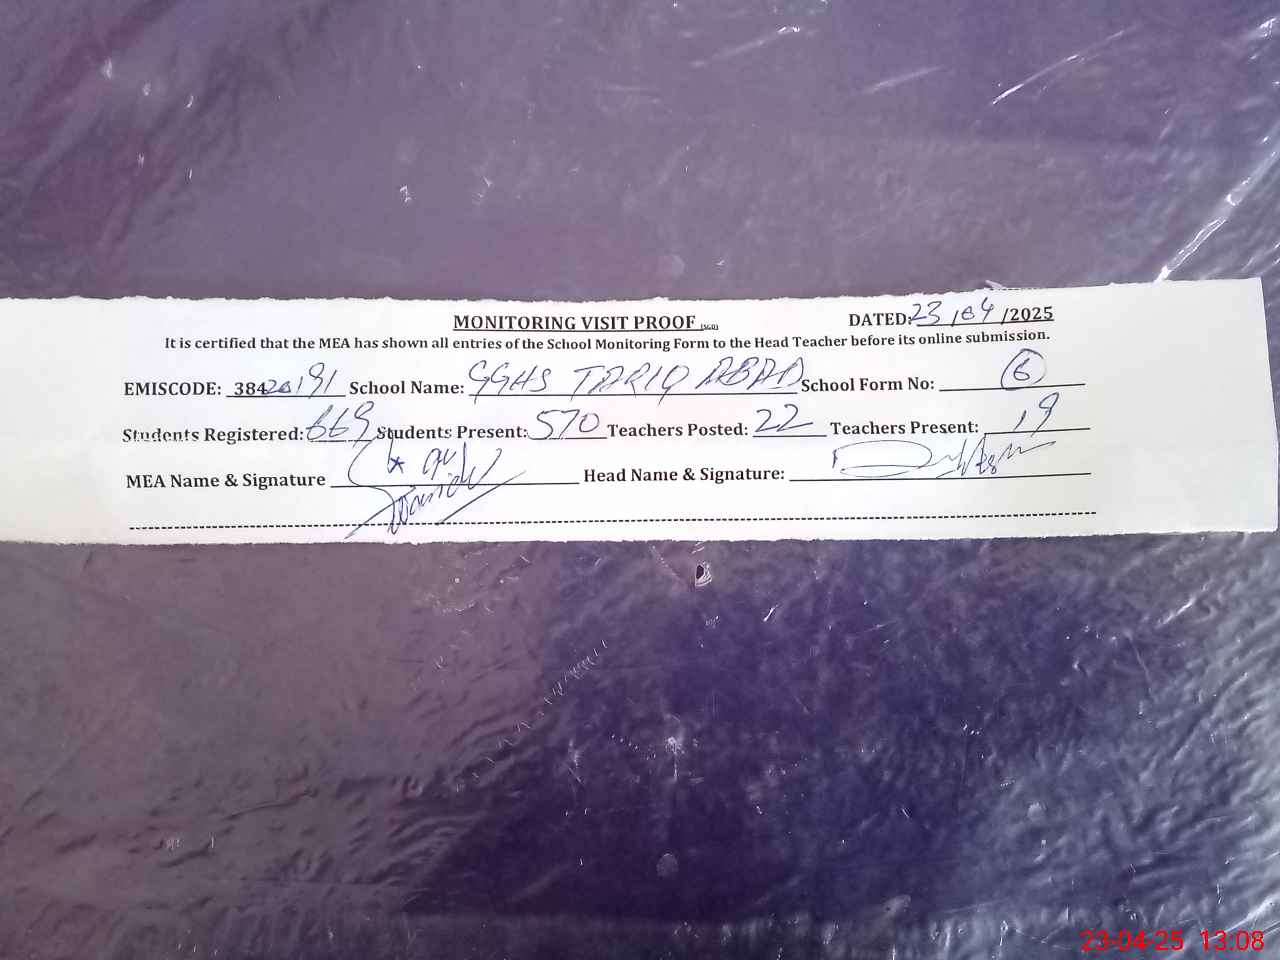 MONITORING VISIT PROOF (SGD) DATED: 23/04/2025
It is certified that the MEA has shown all entries of the School Monitoring Form to the Head Teacher before its online submission.
EMISCODE: 38420191 School Name: GGHS TARIQ ABAD School Form No: 6
Students Registered: 669 Students Present: 570 Teachers Posted: 22 Teachers Present: 19
MEA Name & Signature Head Name & Signature:
23-04-25 13:08